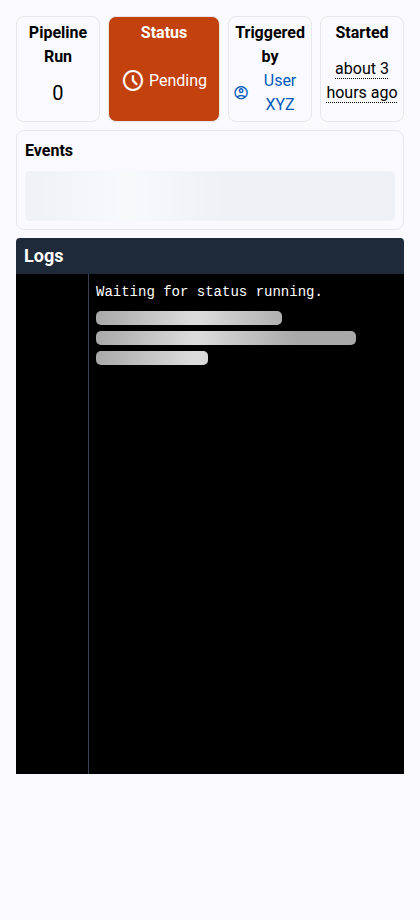 Pipeline
Run
0
Status
Pending
Triggered
by
User
XYZ
Started
about 3
hours ago
Events
Logs
Waiting for status running.